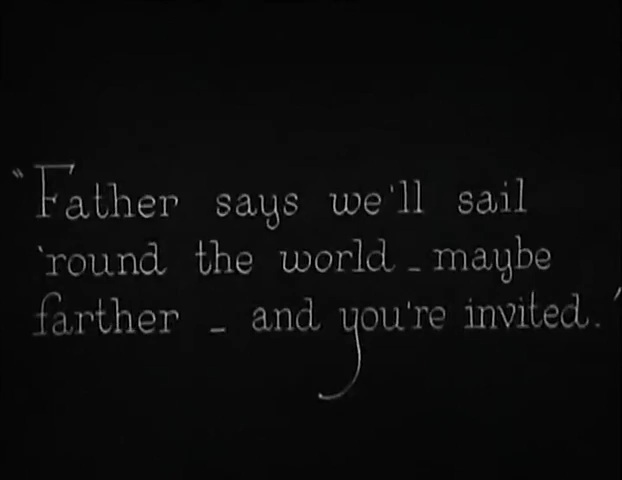 "Father says we'll sail
'round the world - maybe
farther - and you're invited.'